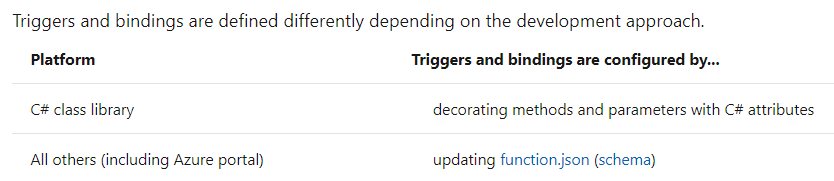 Triggers and bindings are defined differently depending on the development approach.
Platform Triggers and bindings are configured by...
C# class library decorating methods and parameters with C# attributes
All others (including Azure portal) updating function.json (schema)